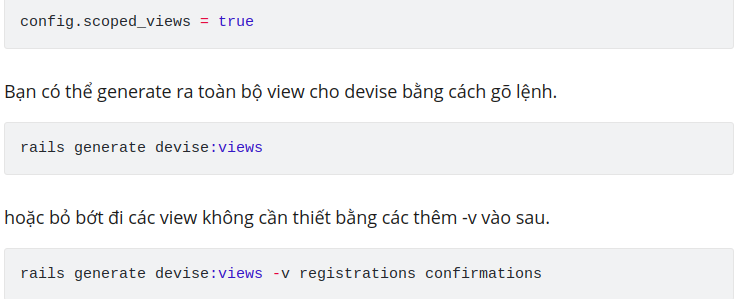 config.scoped_views = true
Bạn có thể generate ra toàn bộ view cho devise bằng cách gõ lệnh.
rails generate devise:views
hoặc bỏ bớt đi các view không cần thiết bằng các thêm -v vào sau.
rails generate devise:views -v registrations confirmations